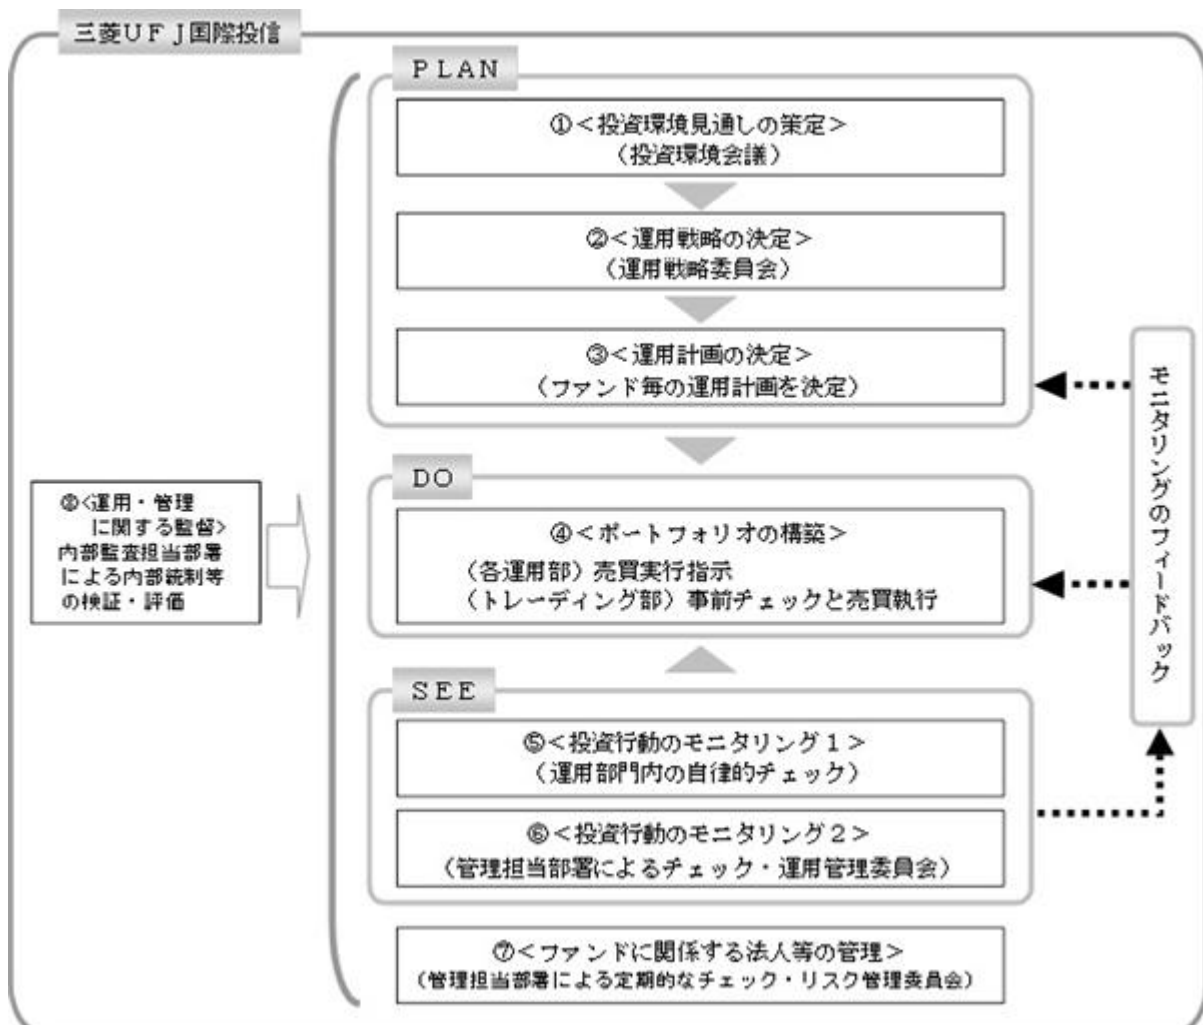 三菱ＵＦＪ国際投信
ＰＬＡＮ
①＜投資環境見通しの策定＞
（投資環境会議）
②＜運用戦略の決定＞
（運用戦略委員会）
③＜運用計画の決定＞
（ファンド毎の運用計画を決定）
ＤＯ
④＜ポートフォリオの構築＞
（各運用部）売買実行指示
（トレーディング部）事前チェックと売買執行
ＳＥＥ
⑤＜投資行動のモニタリング１＞
（運用部門内の自律的チェック）
⑥＜投資行動のモニタリング２＞
（管理担当部署によるチェック・運用管理委員会）
⑦＜ファンドに関係する法人等の管理＞
（管理担当部署による定期的なチェック・リスク管理委員会）
⑧<運用・管理
に関する監督>
内部監査担当部署
による内部統制等
の検証・評価
モニタリングのフィードバック